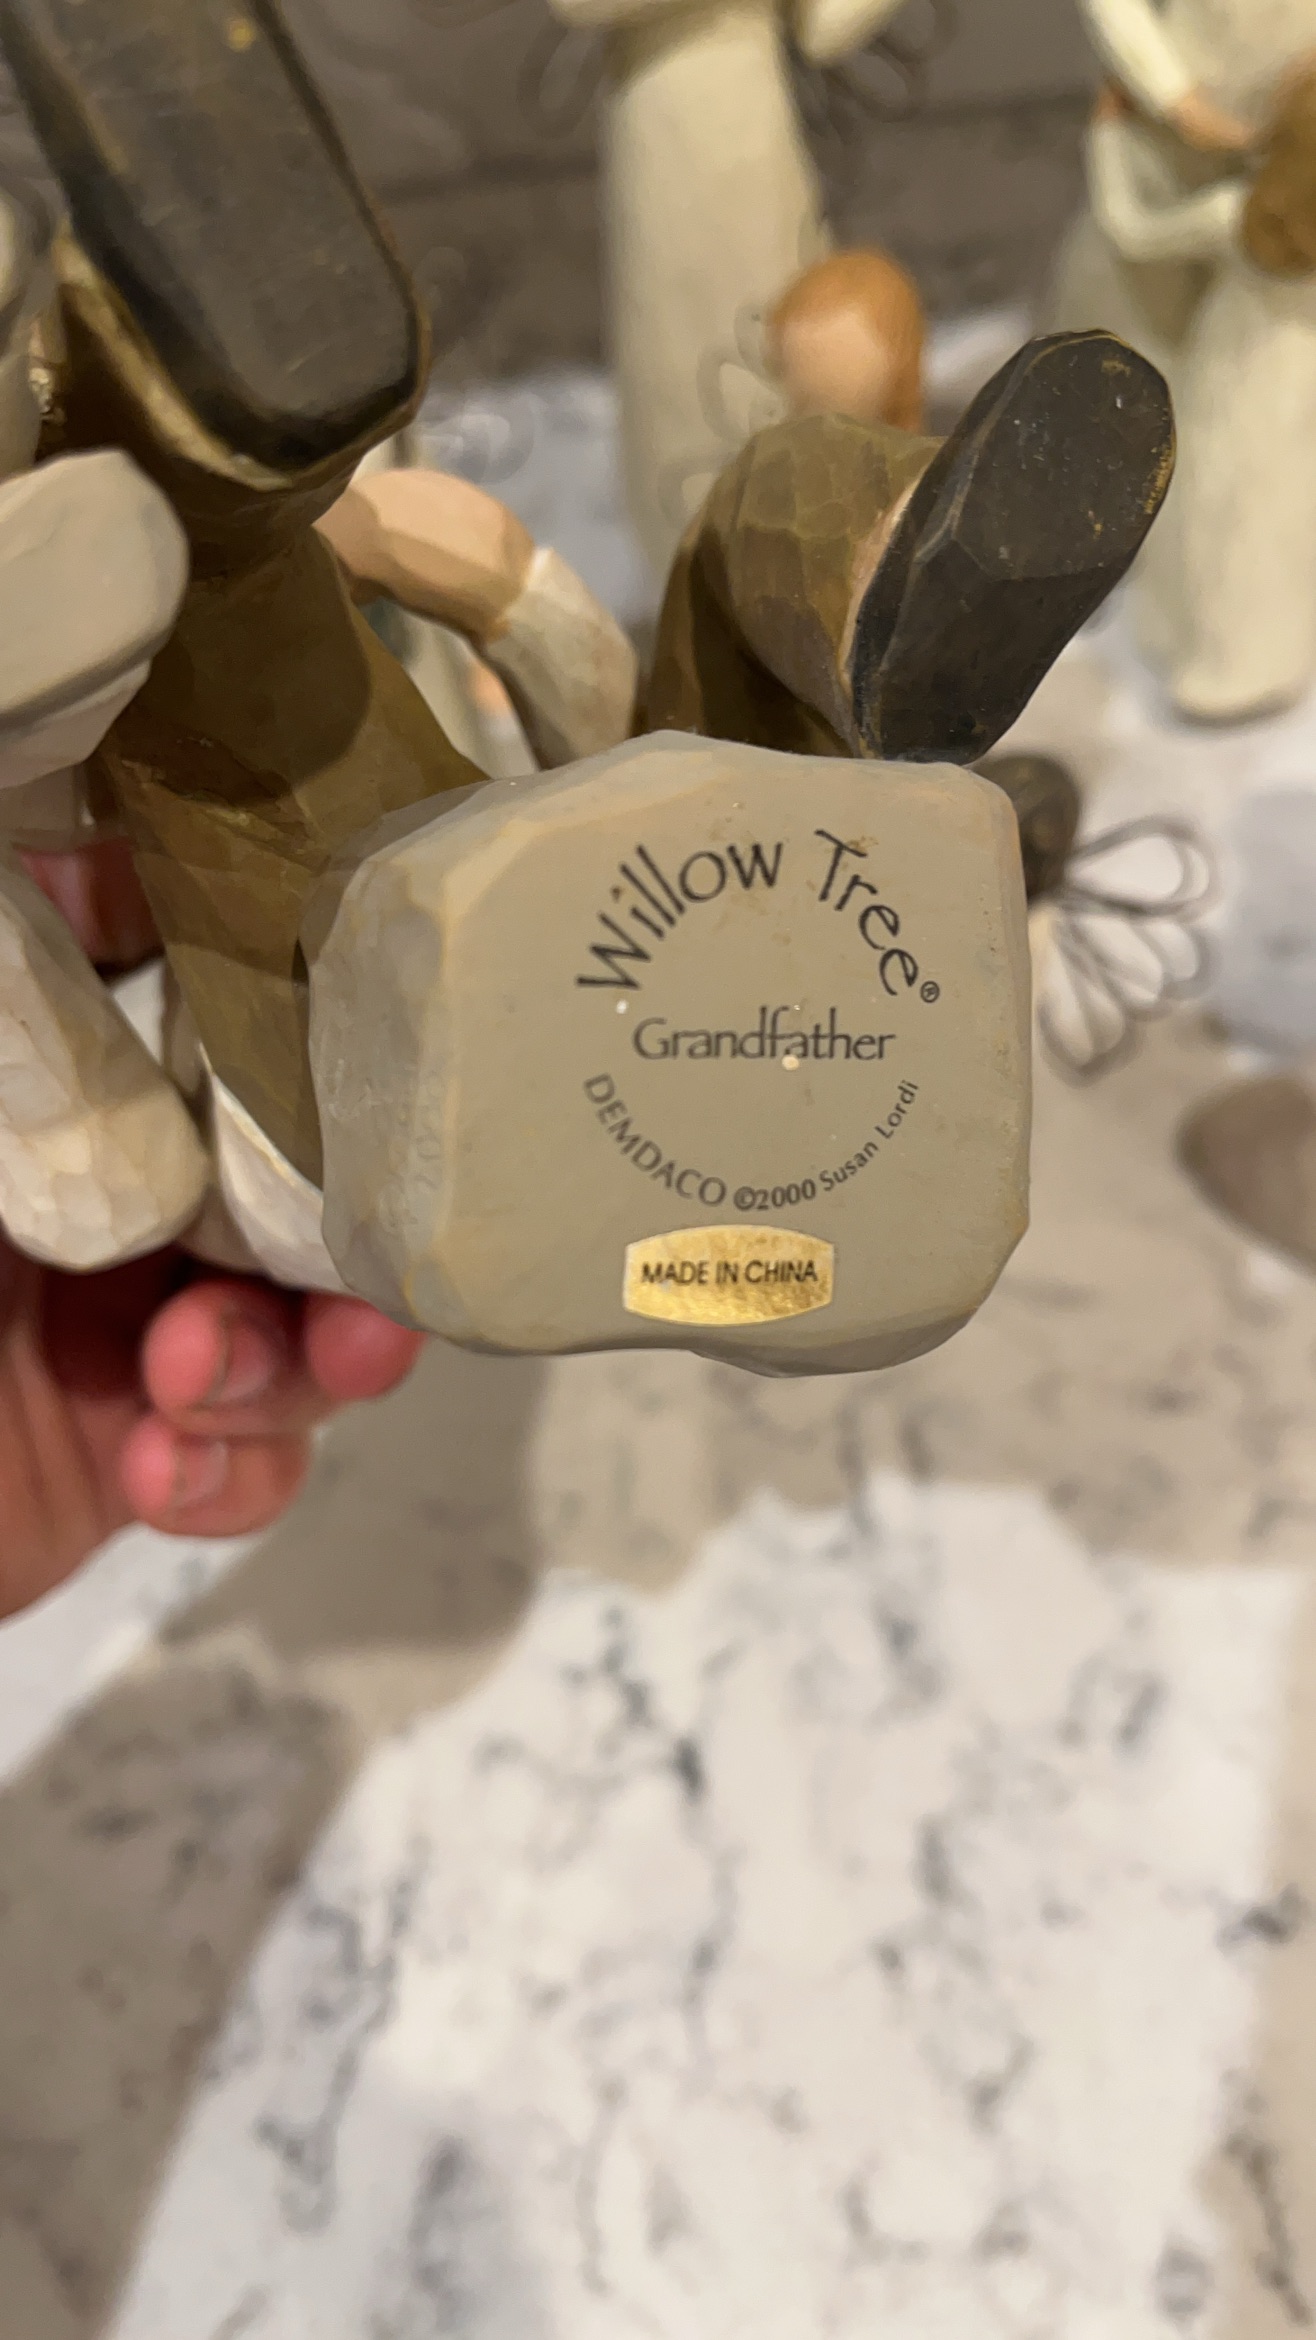 Willow Tree®
Grandfather
DEMDACO ©2000 Susan Lordi
MADE IN CHINA